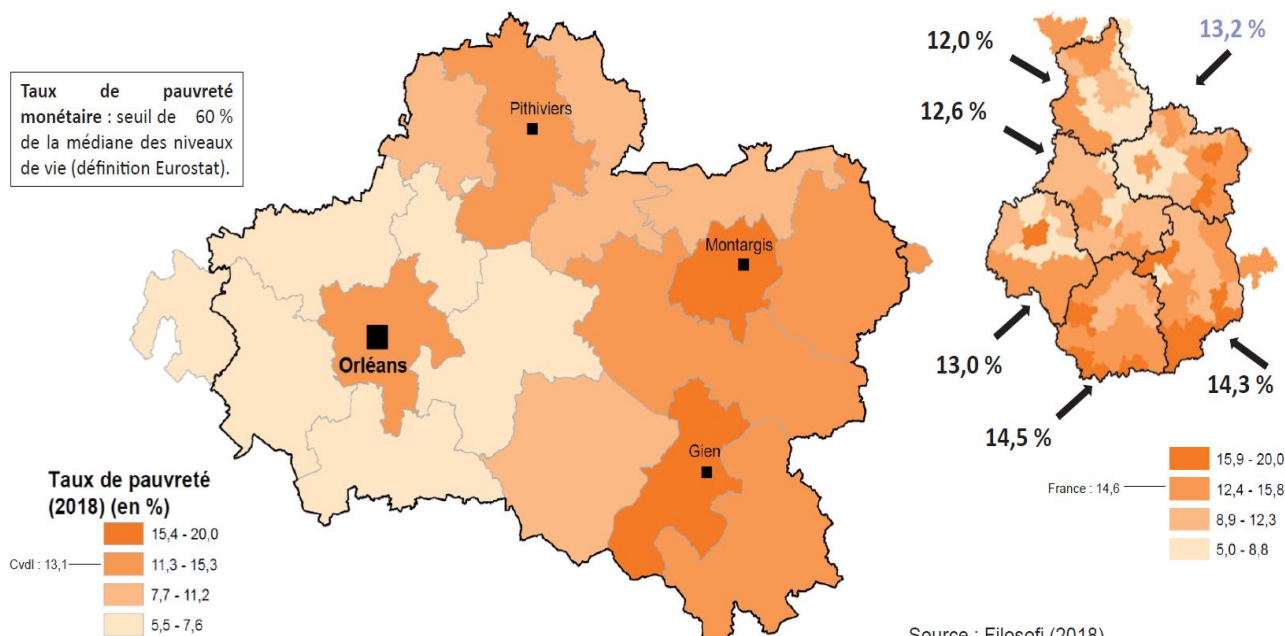 Taux de pauvreté
monétaire : seuil de 60 %
de la médiane des niveaux
de vie (définition Eurostat).
Pithiviers
Montargis
Orléans
Gien
Taux de pauvreté
(2018) (en %)
15,4 - 20,0
Cvdl : 13,1
11,3 - 15,3
7,7 - 11,2
5,5 - 7,6
12,0 %
13,2 %
12,6 %
13,0 %
14,3 %
14,5 %
15,9 - 20,0
France : 14,6
12,4 - 15,8
8,9 - 12,3
5,0 - 8,8
Source : Filosofi (2018)